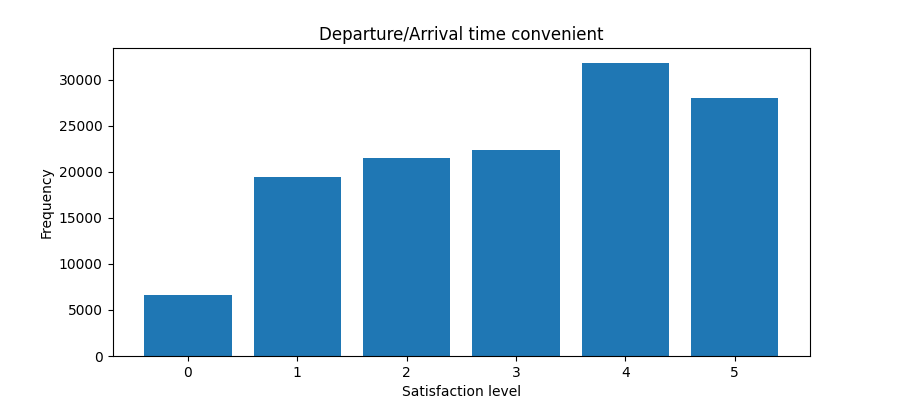 Departure/Arrival time convenient
30000
25000
20000
15000
10000
5000
0
Frequency
0 1 2 3 4 5
Satisfaction level